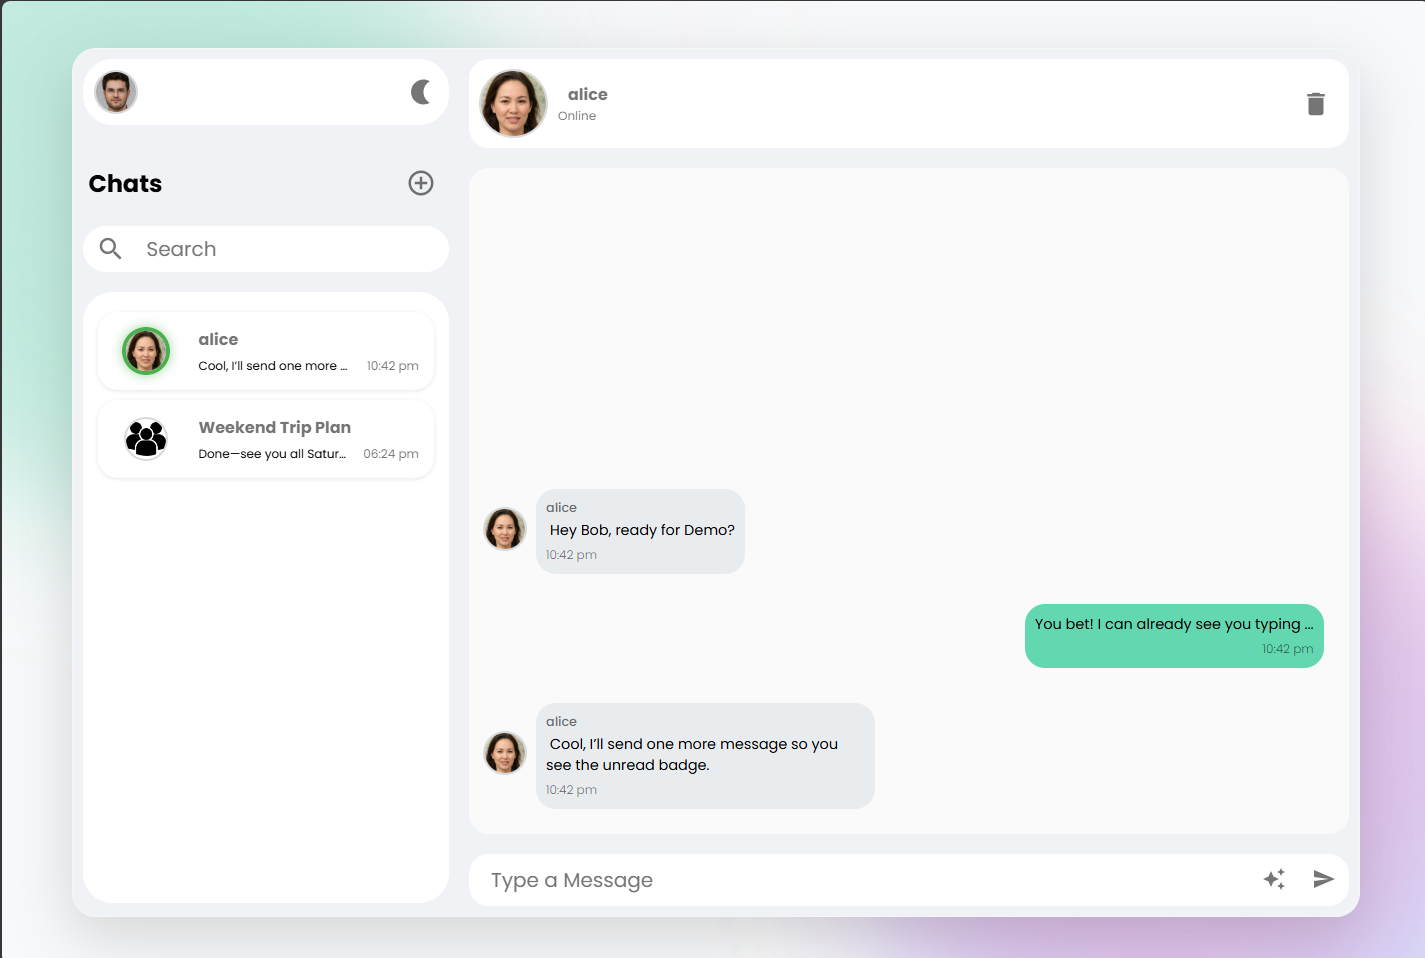 Chats
Search
alice
Cool, I'll send one more ... 10:42 pm
Weekend Trip Plan
Done—see you all Satur... 06:24 pm
alice
Online
alice
Hey Bob, ready for Demo?
10:42 pm
You bet! I can already see you typing ...
10:42 pm
alice
Cool, I'll send one more message so you
see the unread badge.
10:42 pm
Type a Message